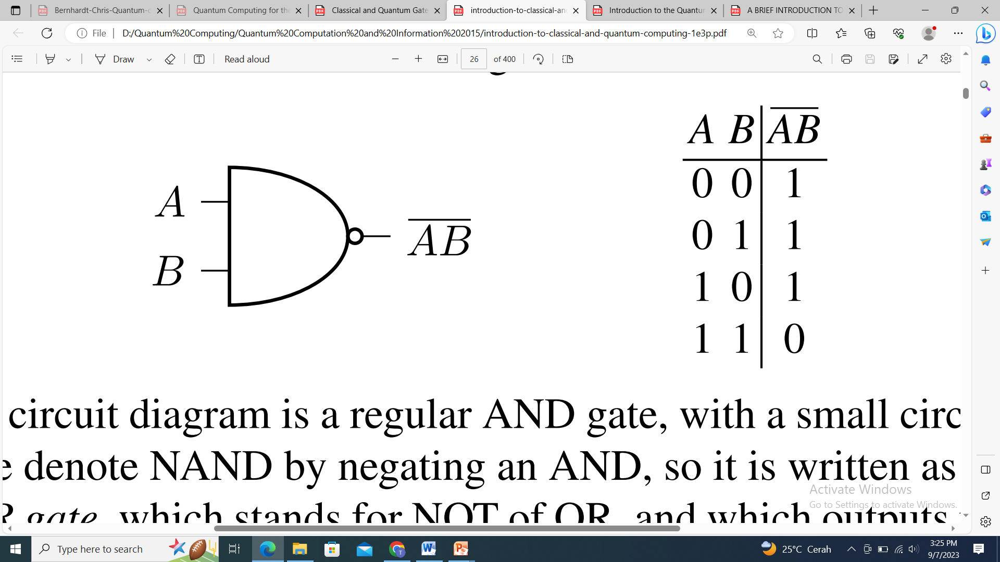 Bernhardt-Chris-Quantum-c
Quantum Computing for the
Classical and Quantum Gate
introduction-to-classical-an
Introduction to the Quantur
A BRIEF INTRODUCTION TO
File
D:/Quantum%20Computing/Quantum%20Computation%20and%20Information%202015/introduction-to-classical-and-quantum-computing-1e3p.pdf
Draw
Read aloud
26
of 400
A B A̅B̅
0 0 1
0 1 1
1 0 1
1 1 0
A
B
A̅B̅
circuit diagram is a regular AND gate, with a small circ
e denote NAND by negating an AND, so it is written as
R gate, which stands for NOT of OR, and which outputs
Activate Windows
Go to Settings to activate Windows.
Type here to search
25°C Cerah
3:25 PM
9/7/2023